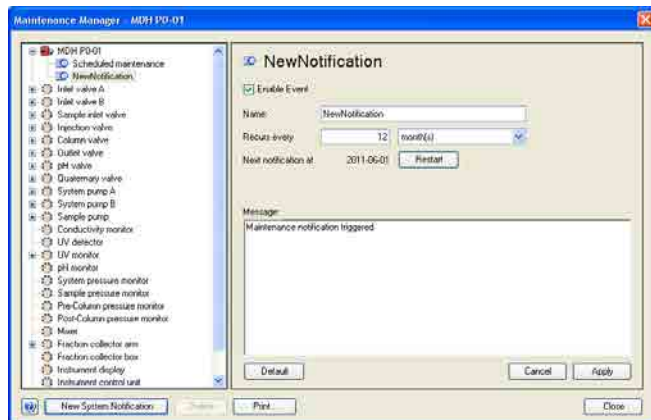 Maintenance Manager - MDH PD-01
MDH PD-01
Scheduled maintenance
NewNotification
Inlet valve A
Inlet valve B
Sample inlet valve
Injection valve
Column valve
Outlet valve
pH valve
Quaternary valve
System pump A
System pump B
Sample pump
Conductivity monitor
UV detector
UV monitor
pH monitor
System pressure monitor
Sample pressure monitor
Pre-Column pressure monitor
Post-Column pressure monitor
Mixer
Fraction collector arm
Fraction collector box
Instrument display
Instrument control unit
NewNotification
Enable Event
Name: NewNotification
Recurs every 12 month(s)
Next notification at 2011-06-01 Restart
Message:
Maintenance notification triggered
Default Cancel Apply
New System Notification Delete Print... Close